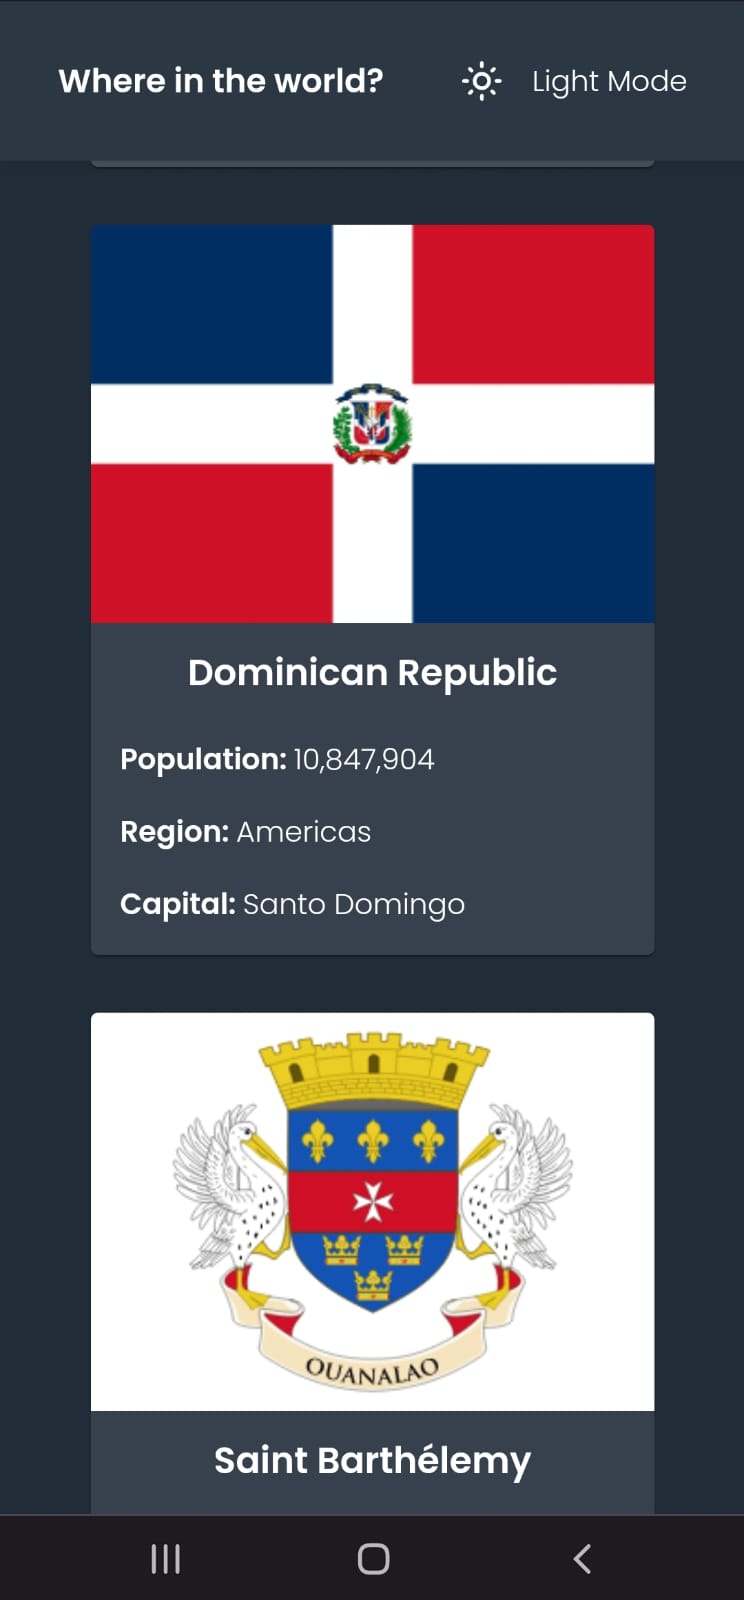 Where in the world? Light Mode
Dominican Republic
Population: 10,847,904
Region: Americas
Capital: Santo Domingo
OUANALAO
Saint Barthélemy